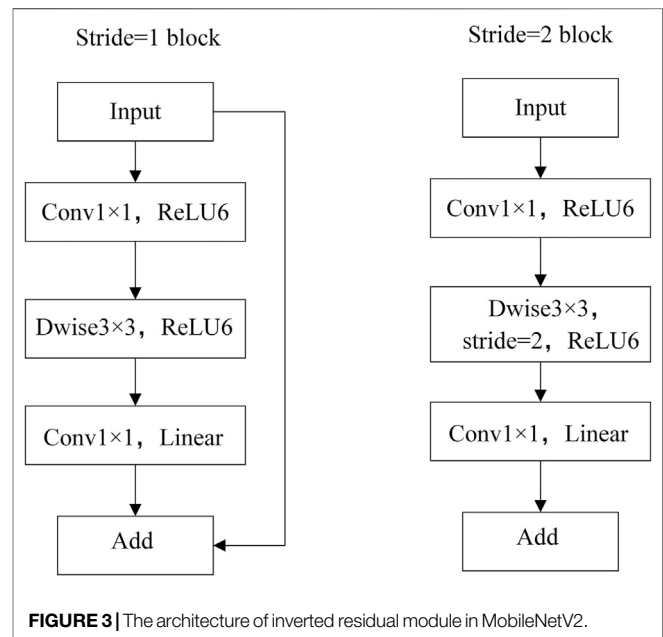 Stride=1 block
Input
Conv1×1, ReLU6
Dwise3×3, ReLU6
Conv1×1, Linear
Add
Stride=2 block
Input
Conv1×1, ReLU6
Dwise3×3,
stride=2, ReLU6
Conv1×1, Linear
Add
FIGURE 3 | The architecture of inverted residual module in MobileNetV2.